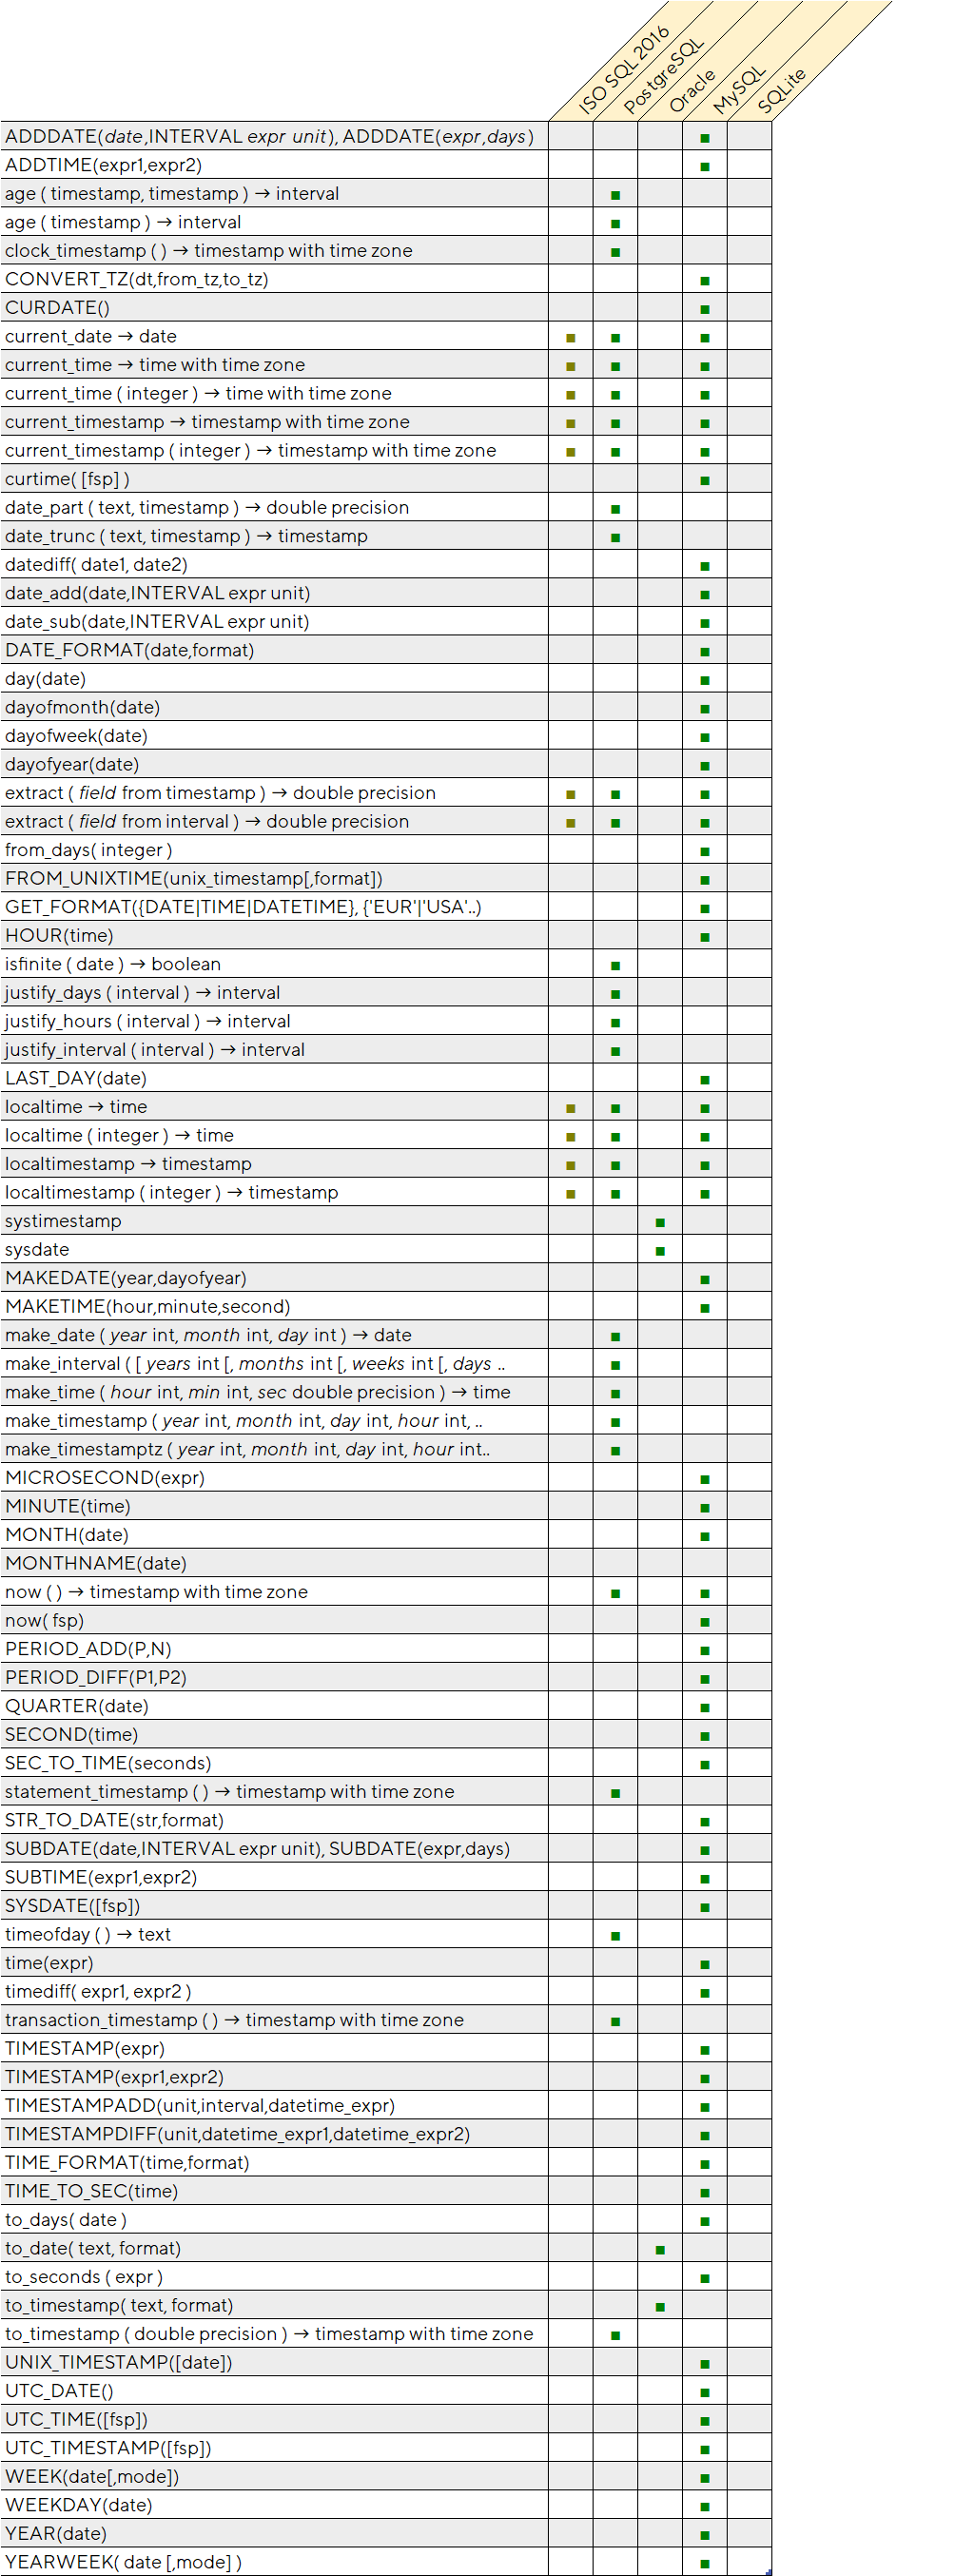 ISO SQL 2016
PostgreSQL
Oracle
MySQL
SQLite
ADDDATE(date,INTERVAL expr unit), ADDDATE(expr,days)
ADDTIME(expr1,expr2)
age ( timestamp, timestamp ) → interval
age ( timestamp ) → interval
clock_timestamp ( ) → timestamp with time zone
CONVERT_TZ(dt,from_tz,to_tz)
CURDATE()
current_date → date
current_time → time with time zone
current_time ( integer ) → time with time zone
current_timestamp → timestamp with time zone
current_timestamp ( integer ) → timestamp with time zone
curtime( [fsp] )
date_part ( text, timestamp ) → double precision
date_trunc ( text, timestamp ) → timestamp
datediff( date1, date2)
date_add(date,INTERVAL expr unit)
date_sub(date,INTERVAL expr unit)
DATE_FORMAT(date,format)
day(date)
dayofmonth(date)
dayofweek(date)
dayofyear(date)
extract ( field from timestamp ) → double precision
extract ( field from interval ) → double precision
from_days( integer )
FROM_UNIXTIME(unix_timestamp[,format])
GET_FORMAT({DATE|TIME|DATETIME}, {'EUR'|'USA'..)
HOUR(time)
isfinite ( date ) → boolean
justify_days ( interval ) → interval
justify_hours ( interval ) → interval
justify_interval ( interval ) → interval
LAST_DAY(date)
localtime → time
localtime ( integer ) → time
localtimestamp → timestamp
localtimestamp ( integer ) → timestamp
systimestamp
sysdate
MAKEDATE(year,dayofyear)
MAKETIME(hour,minute,second)
make_date ( year int, month int, day int ) → date
make_interval ( [ years int [, months int [, weeks int [, days ..
make_time ( hour int, min int, sec double precision ) → time
make_timestamp ( year int, month int, day int, hour int, ..
make_timestamptz ( year int, month int, day int, hour int..
MICROSECOND(expr)
MINUTE(time)
MONTH(date)
MONTHNAME(date)
now ( ) → timestamp with time zone
now( fsp)
PERIOD_ADD(P,N)
PERIOD_DIFF(P1,P2)
QUARTER(date)
SECOND(time)
SEC_TO_TIME(seconds)
statement_timestamp ( ) → timestamp with time zone
STR_TO_DATE(str,format)
SUBDATE(date,INTERVAL expr unit), SUBDATE(expr,days)
SUBTIME(expr1,expr2)
SYSDATE([fsp])
timeofday ( ) → text
time(expr)
timediff( expr1, expr2 )
transaction_timestamp ( ) → timestamp with time zone
TIMESTAMP(expr)
TIMESTAMP(expr1,expr2)
TIMESTAMPADD(unit,interval,datetime_expr)
TIMESTAMPDIFF(unit,datetime_expr1,datetime_expr2)
TIME_FORMAT(time,format)
TIME_TO_SEC(time)
to_days( date )
to_date( text, format)
to_seconds ( expr )
to_timestamp( text, format)
to_timestamp ( double precision ) → timestamp with time zone
UNIX_TIMESTAMP([date])
UTC_DATE()
UTC_TIME([fsp])
UTC_TIMESTAMP([fsp])
WEEK(date[,mode])
WEEKDAY(date)
YEAR(date)
YEARWEEK( date [,mode] )